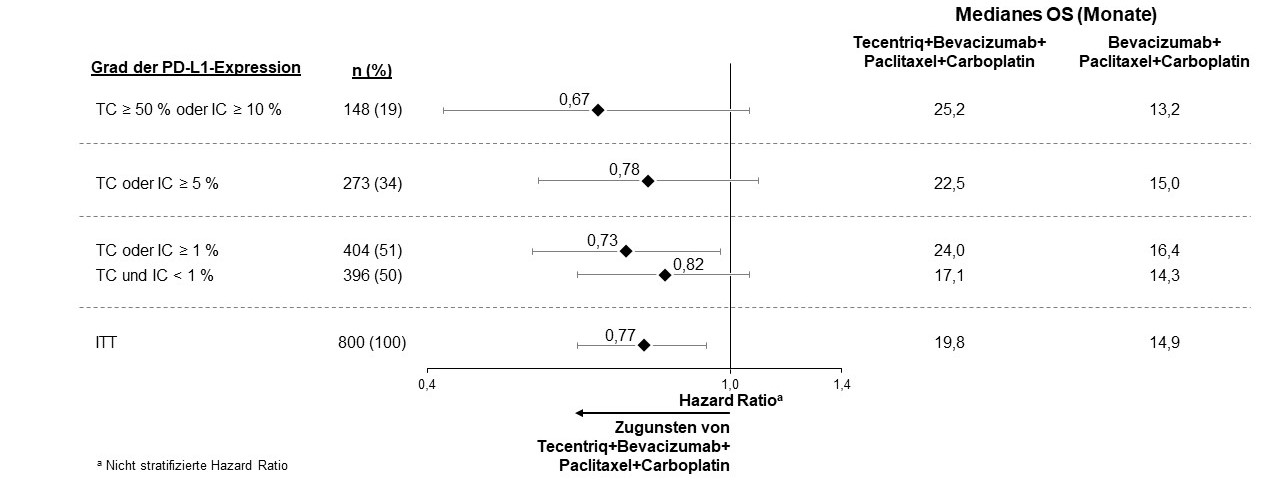 Medianes OS (Monate)
Tecentriq+Bevacizumab+ Bevacizumab+
Grad der PD-L1-Expression n (%) Paclitaxel+Carboplatin Paclitaxel+Carboplatin
TC ≥ 50 % oder IC ≥ 10 % 148 (19) 0,67 25,2 13,2
TC oder IC ≥ 5 % 273 (34) 0,78 22,5 15,0
TC oder IC ≥ 1 % 404 (51) 0,73 24,0 16,4
TC und IC < 1 % 396 (50) 0,82 17,1 14,3
ITT 800 (100) 0,77 19,8 14,9
0,4 1,0 1,4
Hazard Ratioᵃ
Zugunsten von
Tecentriq+Bevacizumab+
Paclitaxel+Carboplatin
ᵃ Nicht stratifizierte Hazard Ratio